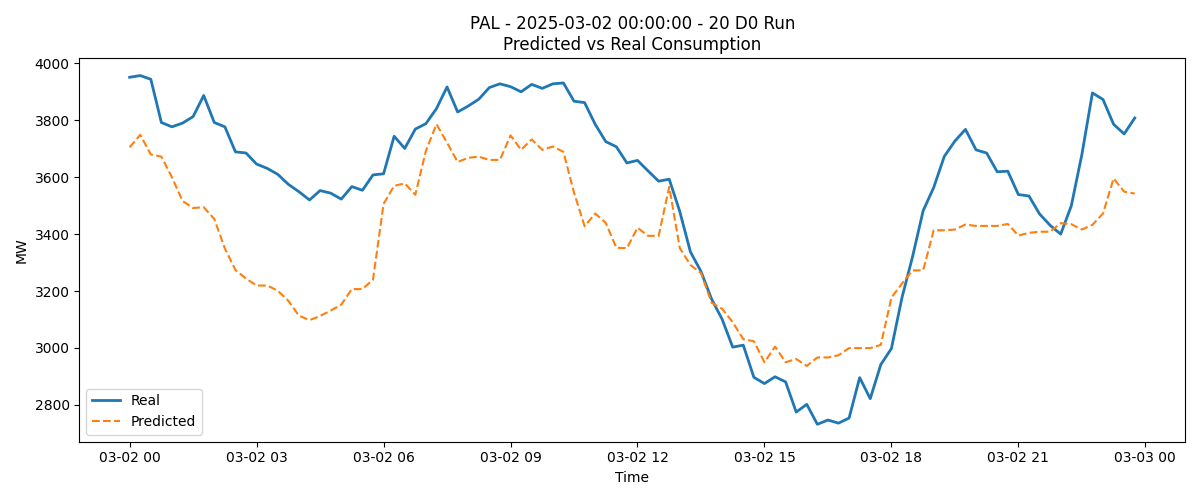 PAL - 2025-03-02 00:00:00 - 20 D0 Run
Predicted vs Real Consumption
4000
3800
3600
3400
3200
3000
2800
MW
Real
Predicted
03-02 00
03-02 03
03-02 06
03-02 09
03-02 12
03-02 15
03-02 18
03-02 21
03-03 00
Time